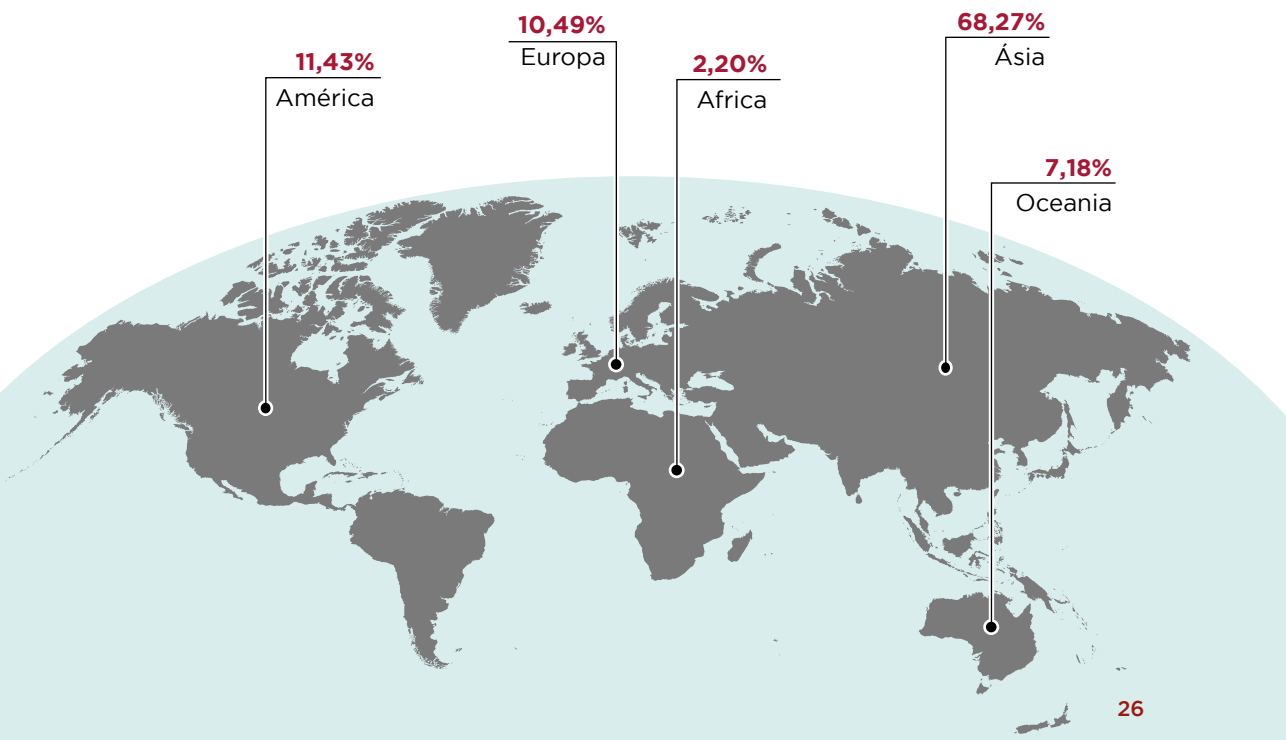 11,43%
América
10,49%
Europa
2,20%
Africa
68,27%
Ásia
7,18%
Oceania
26